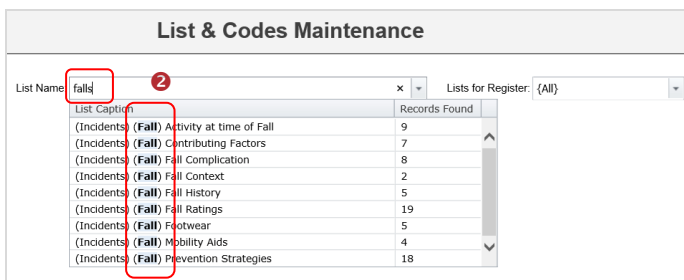 List & Codes Maintenance
List Name: falls ❷ × Lists for Register: {All}
List Caption Records Found
(Incidents) (Fall) Activity at time of Fall 9
(Incidents) (Fall) Contributing Factors 7
(Incidents) (Fall) Fall Complication 8
(Incidents) (Fall) Fall Context 2
(Incidents) (Fall) Fall History 5
(Incidents) (Fall) Fall Ratings 19
(Incidents) (Fall) Footwear 5
(Incidents) (Fall) Mobility Aids 4
(Incidents) (Fall) Prevention Strategies 18